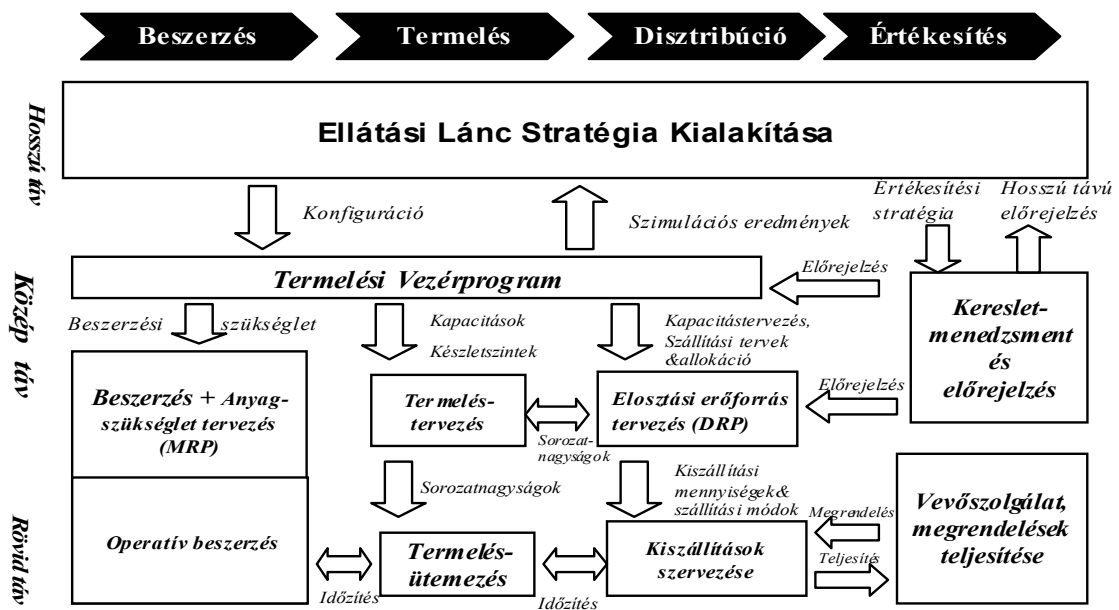 Beszerzés
Termelés
Disztribúció
Értékesítés
Hosszú táv
Ellátási Lánc Stratégia Kialakítása
Konfiguráció
Szimulációs eredmények
Értékesítési
stratégia
Hosszú távú
előrejelzés
Közép táv
Termelési Vezérprogram
Előrejelzés
Kereslet-
menedzsment
és
előrejelzés
Beszerzési
szükséglet
Kapacitások
Készletszintek
Kapacitástervezés,
Szállítási tervek
&allokáció
Beszerzés + Anyag-
szükséglet tervezés
(MRP)
Termelés-
tervezés
Sorozat-
nagyságok
Elosztási erőforrás
tervezés (DRP)
Előrejelzés
Sorozatnagyságok
Kiszállítási
mennyiségek&
szállítási módok
Rövid táv
Operatív beszerzés
Időzítés
Termelés-
ütemezés
Időzítés
Kiszállítások
szervezése
Megrendelés
Teljesítés
Vevőszolgálat,
megrendelések
teljesítése